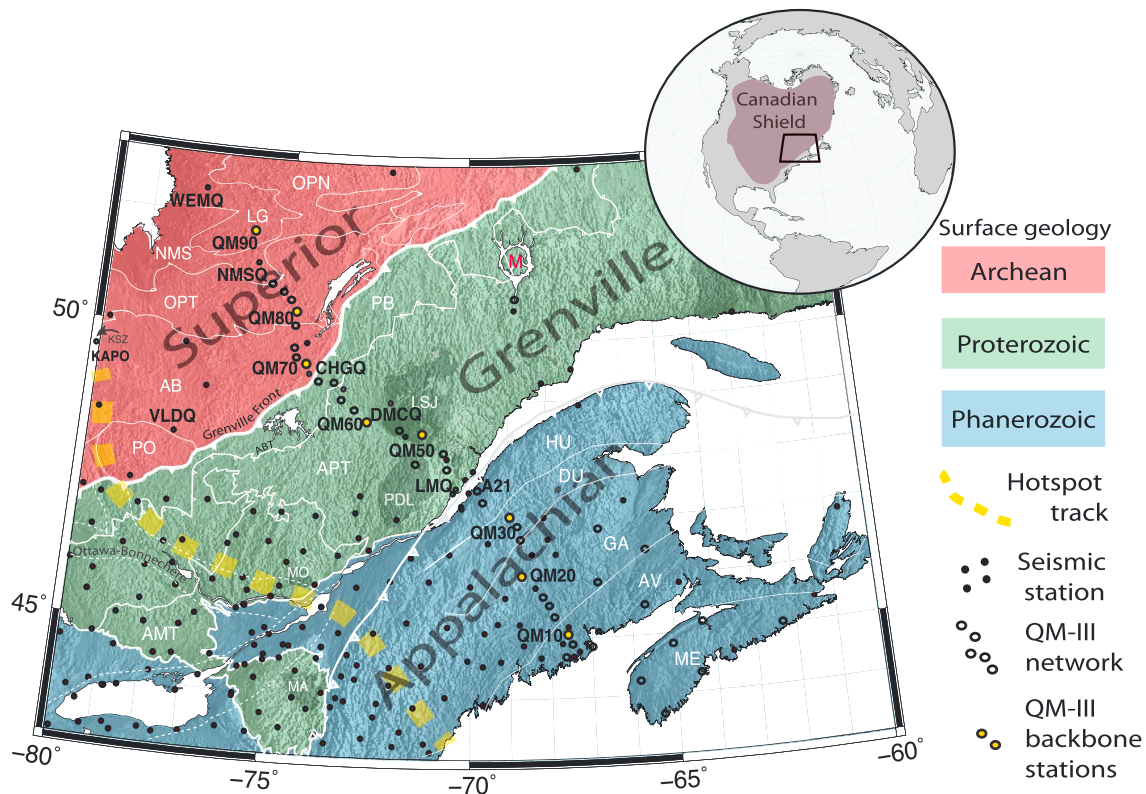 Canadian
Shield
OPN
WEMQ
LG
QM90
NMS
NMSQ
Superior
M
OPT
PB
50°
QM80
Grenville
KSZ
KAPO
QM70
CHGQ
AB
LSJ
VLDQ
Grenville Front
DMCQ
QM60
HU
PO
ABT
QM50
APT
DU
LMQ
A21
PDL
QM30
GA
Ottawa-Bonneche
MO
QM20
AV
Appalachian
45°
AMT
QM10
ME
MA
−80°
−75°
−70°
−65°
−60°
Surface geology
Archean
Proterozoic
Phanerozoic
Hotspot
track
Seismic
station
QM-III
network
QM-III
backbone
stations